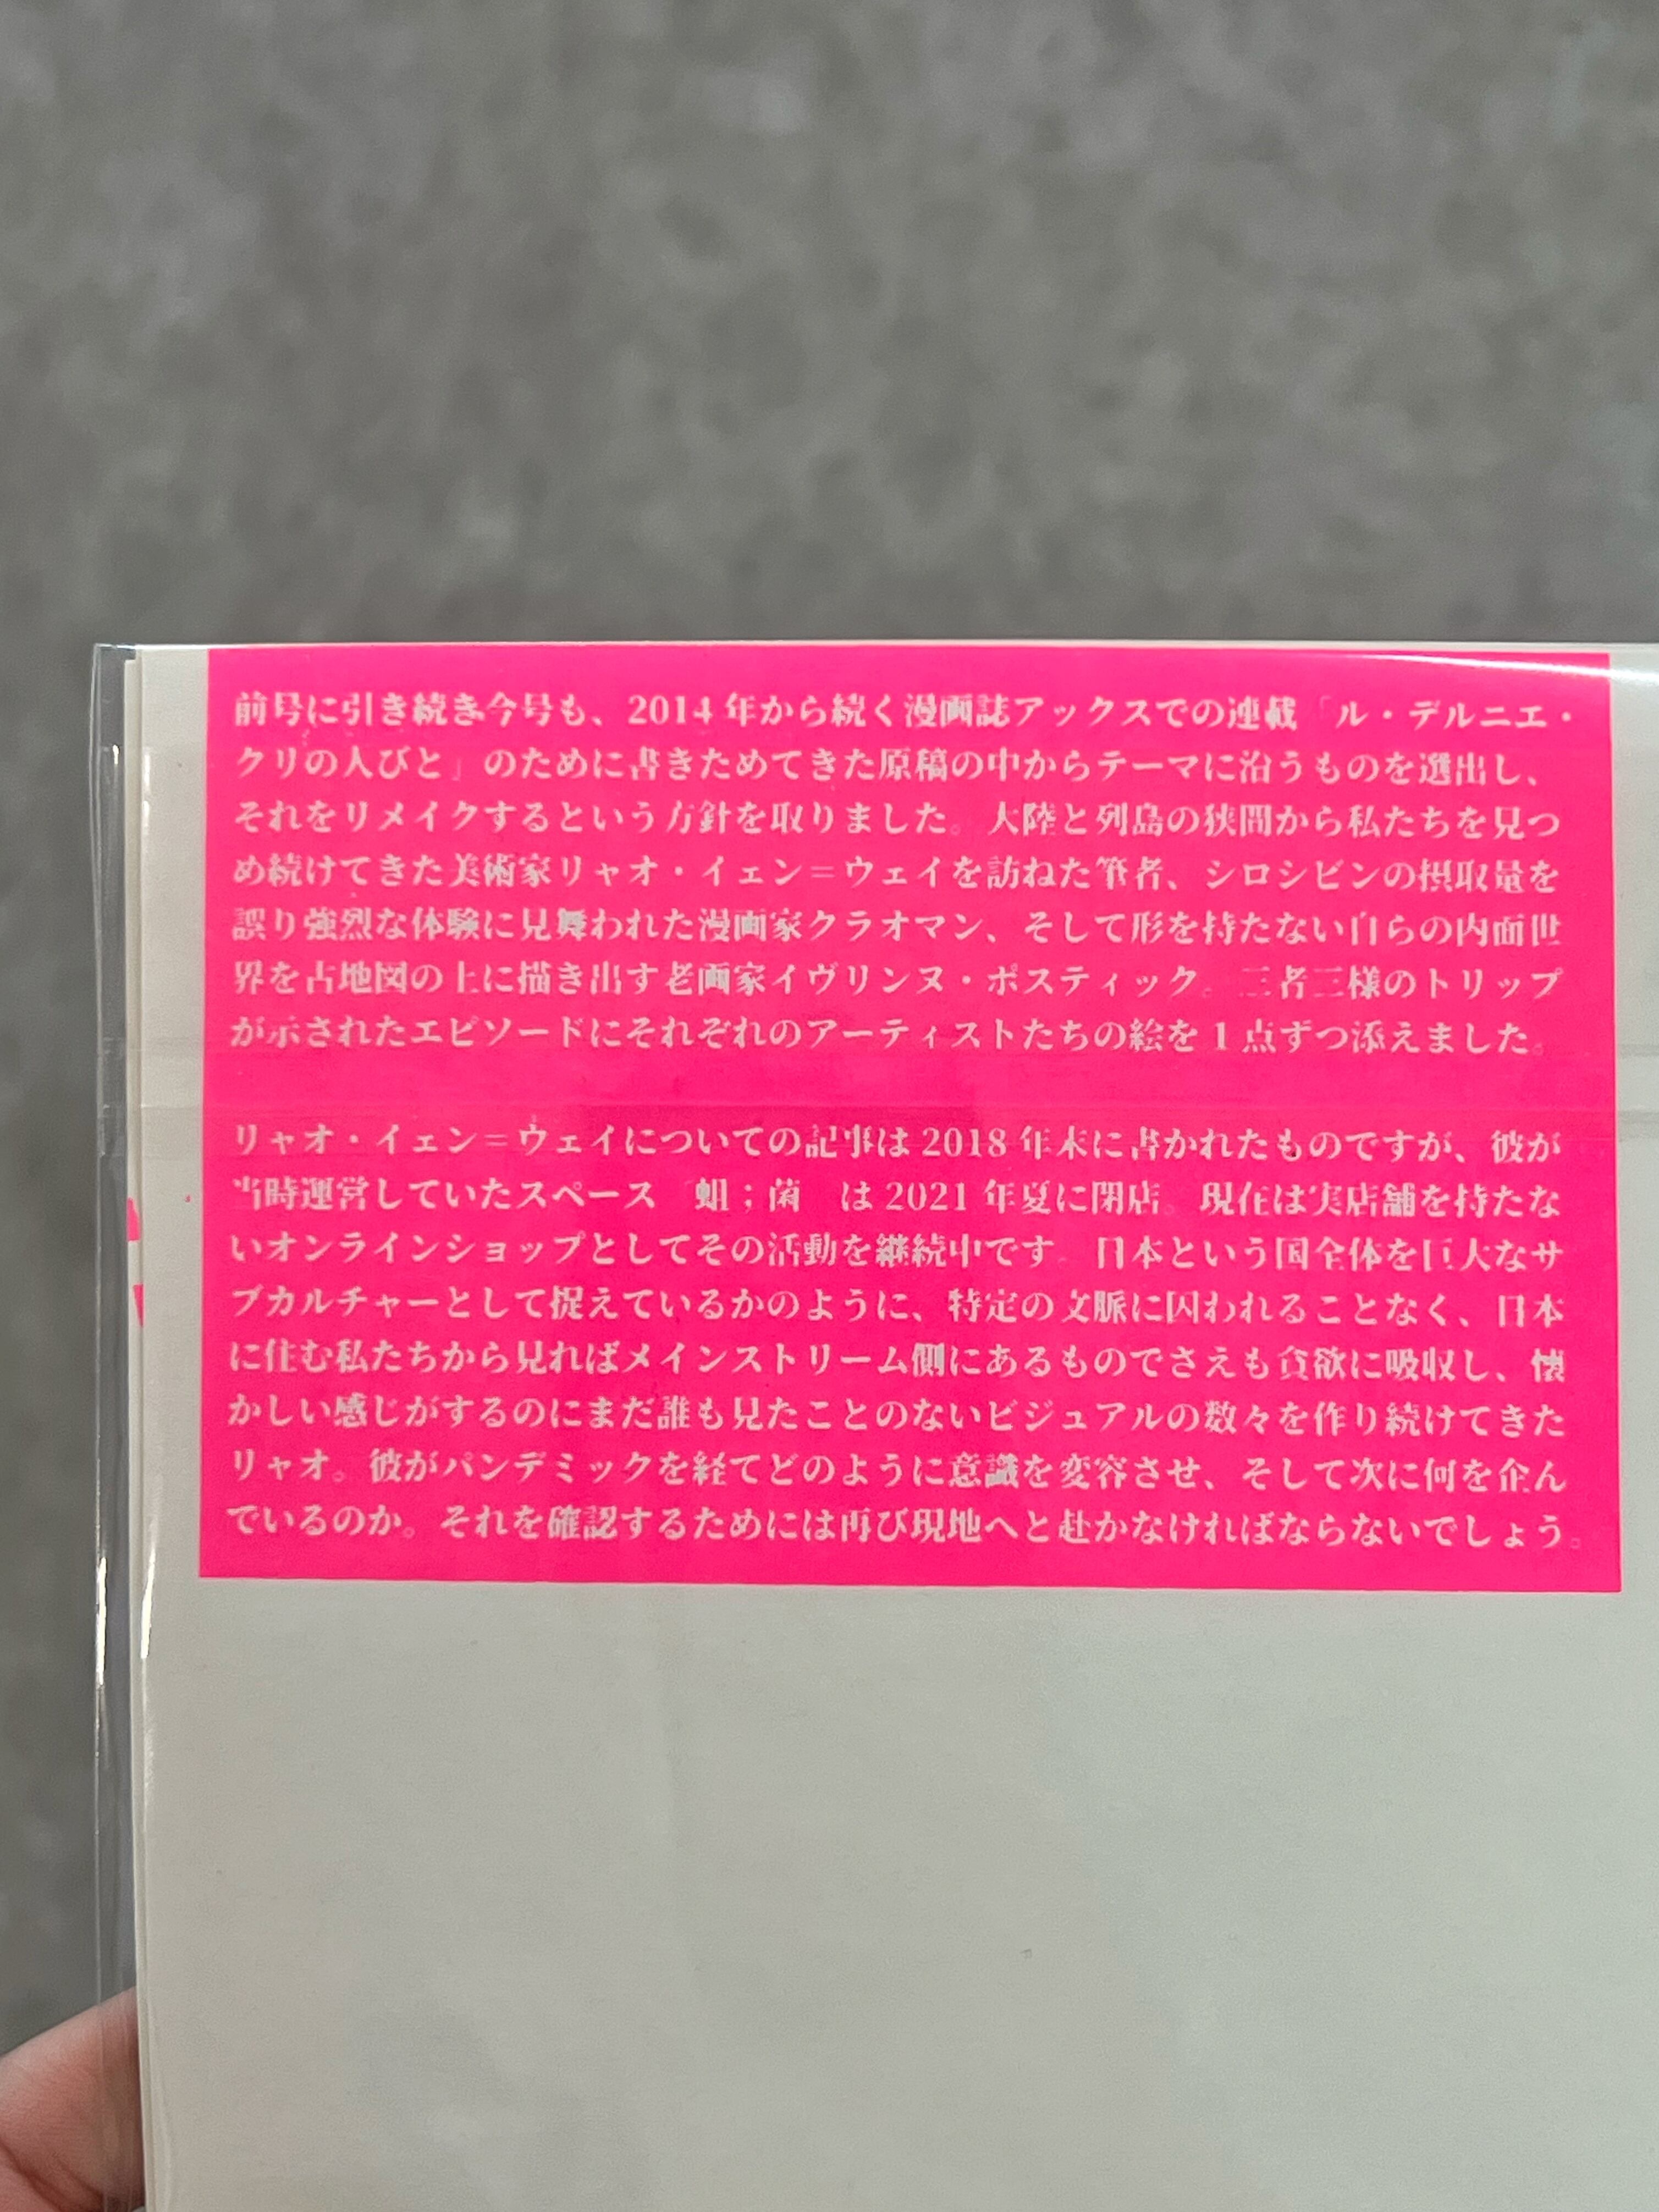 前号に引き続き今号も、2014 年から続く漫画誌アックスでの連載「ル・デルニエ・
クリの人びと」のために書きためてきた原稿の中からテーマに沿うものを選出し、
それをリメイクするという方針を取りました。大陸と列島の狭間から私たちを見つ
め続けてきた美術家リャオ・イェン＝ウェイを訪ねた筆者、シロシビンの摂取量を
誤り強烈な体験に見舞われた漫画家クラオマン、そして形を持たない自らの内面世
界を古地図の上に描き出す老画家イヴリンヌ・ポスティック。三者三様のトリップ
が示されたエピソードにそれぞれのアーティストたちの絵を 1 点ずつ添えました。
リャオ・イェン＝ウェイについての記事は 2018 年末に書かれたものですが、彼が
当時運営していたスペース 蛆；菌 は 2021 年夏に閉店。現在は実店舗を持たな
いオンラインショップとしてその活動を継続中です。日本という国全体を巨大なサ
ブカルチャーとして捉えているかのように、特定の文脈に囚われることなく、日本
に住む私たちから見ればメインストリーム側にあるものでさえも貪欲に吸収し、懐
かしい感じがするのにまだ誰も見たことのないビジュアルの数々を作り続けてきた
リャオ。彼がパンデミックを経てどのように意識を変容させ、そして次に何を企ん
でいるのか。それを確認するためには再び現地へと赴かなければならないでしょう。